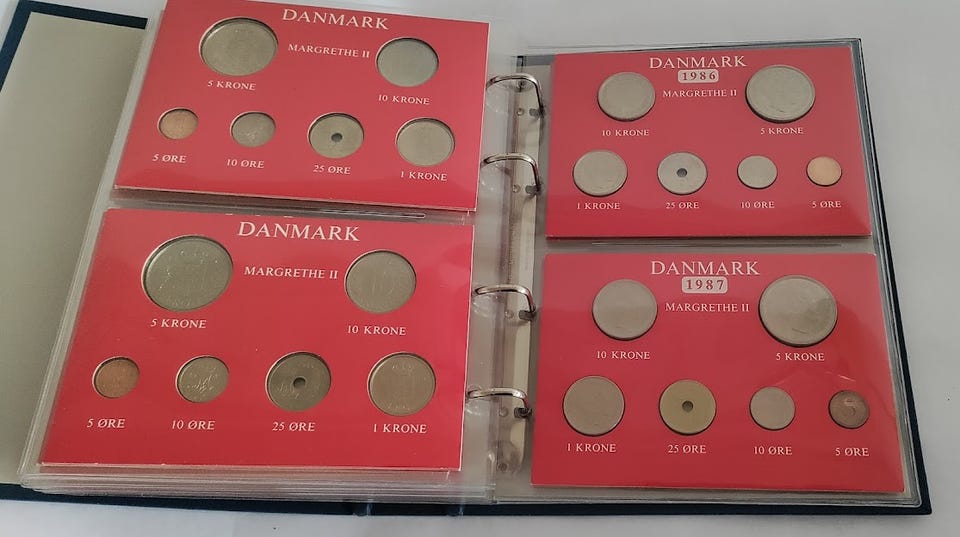 DANMARK
MARGRETHE II
5 KRONE
10 KRONE
5 ØRE
10 ØRE
25 ØRE
1 KRONE
DANMARK
MARGRETHE II
5 KRONE
10 KRONE
5 ØRE
10 ØRE
25 ØRE
1 KRONE
DANMARK
1986
MARGRETHE II
10 KRONE
5 KRONE
1 KRONE
25 ØRE
10 ØRE
5 ØRE
DANMARK
1987
MARGRETHE II
10 KRONE
5 KRONE
1 KRONE
25 ØRE
10 ØRE
5 ØRE